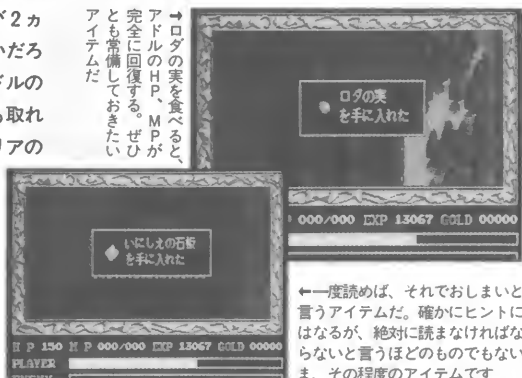 2ヵ
いだろ
ドルの
取れ
リアの
→ロダの実を食べると、
アドルのHP、MPが
完全に回復する。ぜひ
とも常備しておきたい
アイテムだ
ロダの実
を手に入れた
000/000 EXP 13067 GOLD 00000
いにしえの石板
を手に入れた
H P 150 M P 000/000 EXP 13067 GOLD 00000
PLAYER
←一度読めば、それでおしまいと
言うアイテムだ。確かにヒントに
はなるが、絶対に読まなければな
らないと言うほどのものでもない
ま、その程度のアイテムです